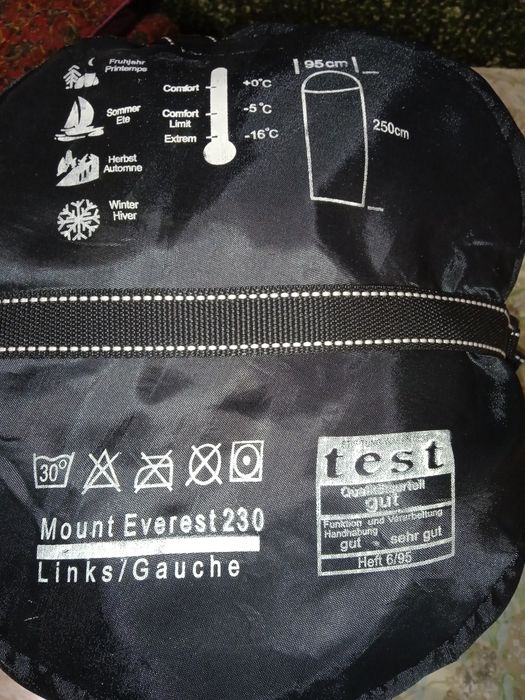 Frühjahr
Printemps
Sommer
Ete
Herbst
Automne
Winter
Hiver
Comfort +0°C
Comfort
Limit -5°C
Extrem -16°C
95cm
250cm
30°
Mount Everest 230
Links/Gauche
test
Qualitätsurteil
gut
Funktion und Verarbeitung
Handhabung
gut sehr gut
Heft 6/95